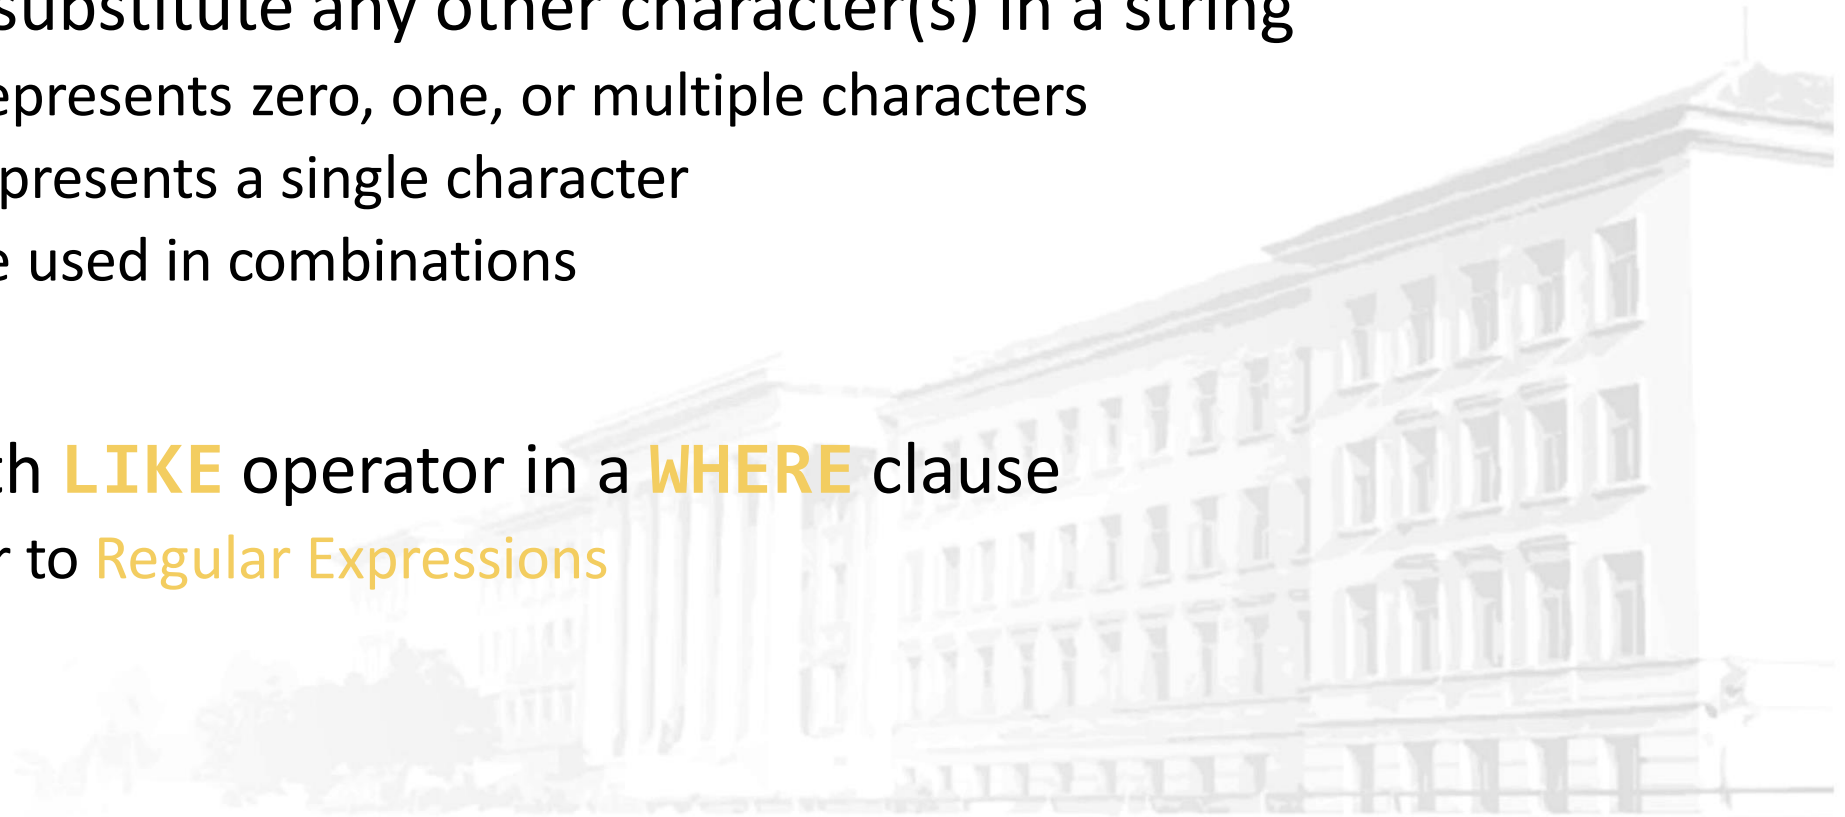 substitute any other character(s) in a string
epresents zero, one, or multiple characters
presents a single character
e used in combinations
th LIKE operator in a WHERE clause
r to Regular Expressions